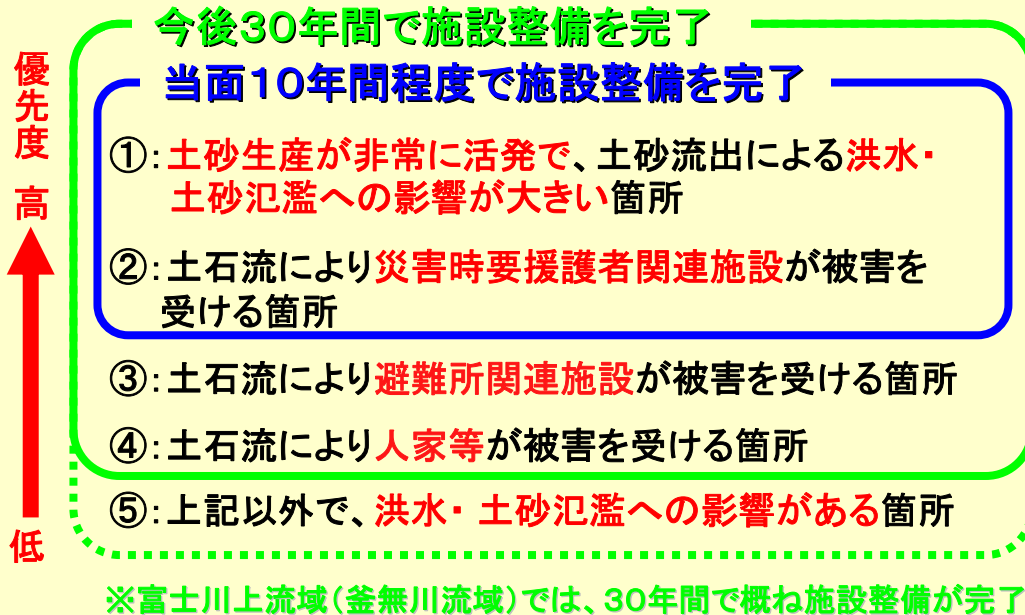 今後30年間で施設整備を完了
当面10年間程度で施設整備を完了
優先度 高
①:土砂生産が非常に活発で、土砂流出による洪水・
土砂氾濫への影響が大きい箇所
②:土石流により災害時要援護者関連施設が被害を
受ける箇所
③:土石流により避難所関連施設が被害を受ける箇所
④:土石流により人家等が被害を受ける箇所
⑤:上記以外で、洪水・ 土砂氾濫への影響がある箇所
低
※富士川上流域(釜無川流域)では、30年間で概ね施設整備が完了